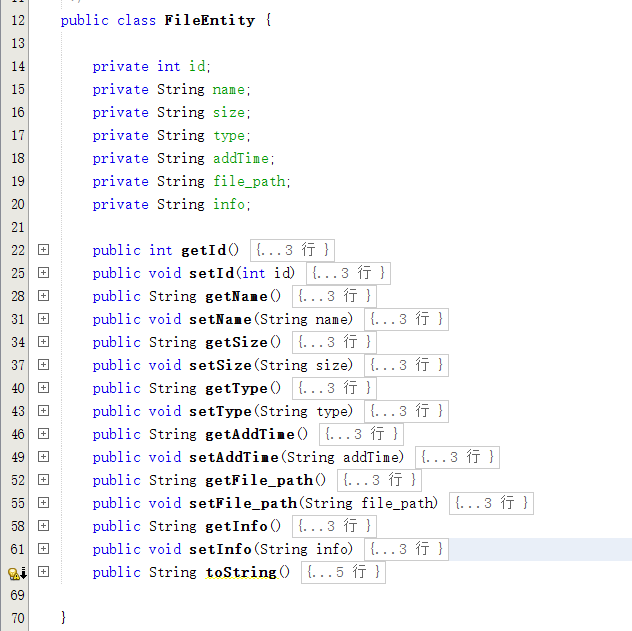 12 public class FileEntity {
13
14 private int id;
15 private String name;
16 private String size;
17 private String type;
18 private String addTime;
19 private String file_path;
20 private String info;
21
22 public int getId() {...3 行 }
25 public void setId(int id) {...3 行 }
28 public String getName() {...3 行 }
31 public void setName(String name) {...3 行 }
34 public String getSize() {...3 行 }
37 public void setSize(String size) {...3 行 }
40 public String getType() {...3 行 }
43 public void setType(String type) {...3 行 }
46 public String getAddTime() {...3 行 }
49 public void setAddTime(String addTime) {...3 行 }
52 public String getFile_path() {...3 行 }
55 public void setFile_path(String file_path) {...3 行 }
58 public String getInfo() {...3 行 }
61 public void setInfo(String info) {...3 行 }
public String toString() {...5 行 }
69
70 }